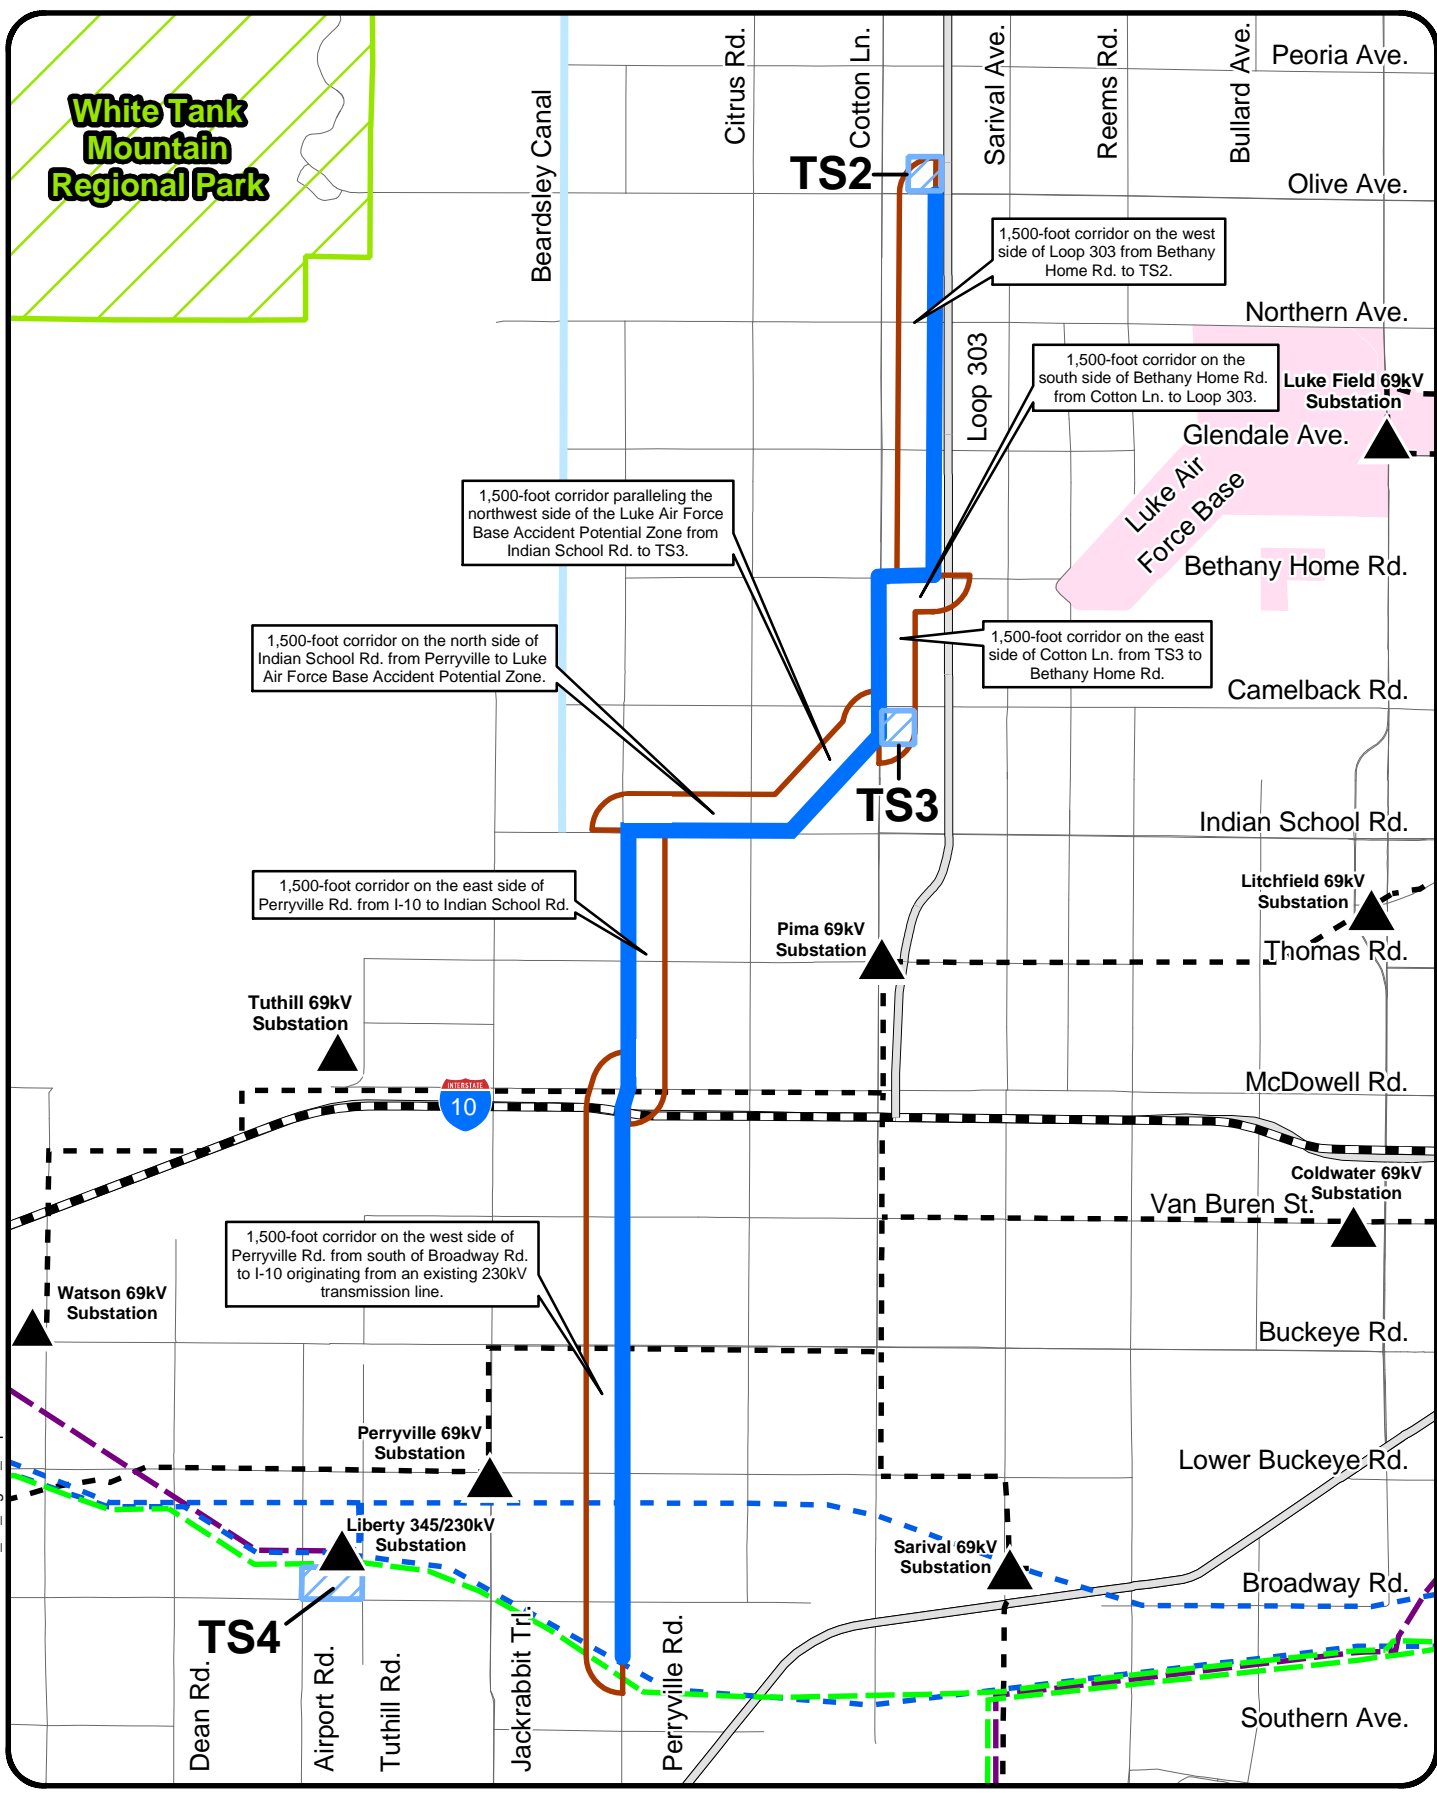 White Tank
Mountain
Regional Park
Beardsley Canal
Citrus Rd.
Cotton Ln.
Sarival Ave.
Reems Rd.
Bullard Ave.
Peoria Ave.
TS2
Olive Ave.
1,500-foot corridor on the west
side of Loop 303 from Bethany
Home Rd. to TS2.
Northern Ave.
Loop 303
1,500-foot corridor on the
south side of Bethany Home Rd.
from Cotton Ln. to Loop 303.
Luke Field 69kV
Substation
Glendale Ave.
Luke Air
Force Base
1,500-foot corridor paralleling the
northwest side of the Luke Air Force
Base Accident Potential Zone from
Indian School Rd. to TS3.
Bethany Home Rd.
1,500-foot corridor on the north side of
Indian School Rd. from Perryville to Luke
Air Force Base Accident Potential Zone.
1,500-foot corridor on the east
side of Cotton Ln. from TS3 to
Bethany Home Rd.
Camelback Rd.
TS3
Indian School Rd.
1,500-foot corridor on the east side of
Perryville Rd. from I-10 to Indian School Rd.
Litchfield 69kV
Substation
Pima 69kV
Substation
Thomas Rd.
Tuthill 69kV
Substation
INTERSTATE
10
McDowell Rd.
Coldwater 69kV
Substation
Van Buren St.
1,500-foot corridor on the west side of
Perryville Rd. from south of Broadway Rd.
to I-10 originating from an existing 230kV
transmission line.
Watson 69kV
Substation
Buckeye Rd.
Perryville 69kV
Substation
Lower Buckeye Rd.
Liberty 345/230kV
Substation
Sarival 69kV
Substation
Broadway Rd.
TS4
Dean Rd.
Airport Rd.
Tuthill Rd.
Jackrabbit Trl.
Perryville Rd.
Southern Ave.